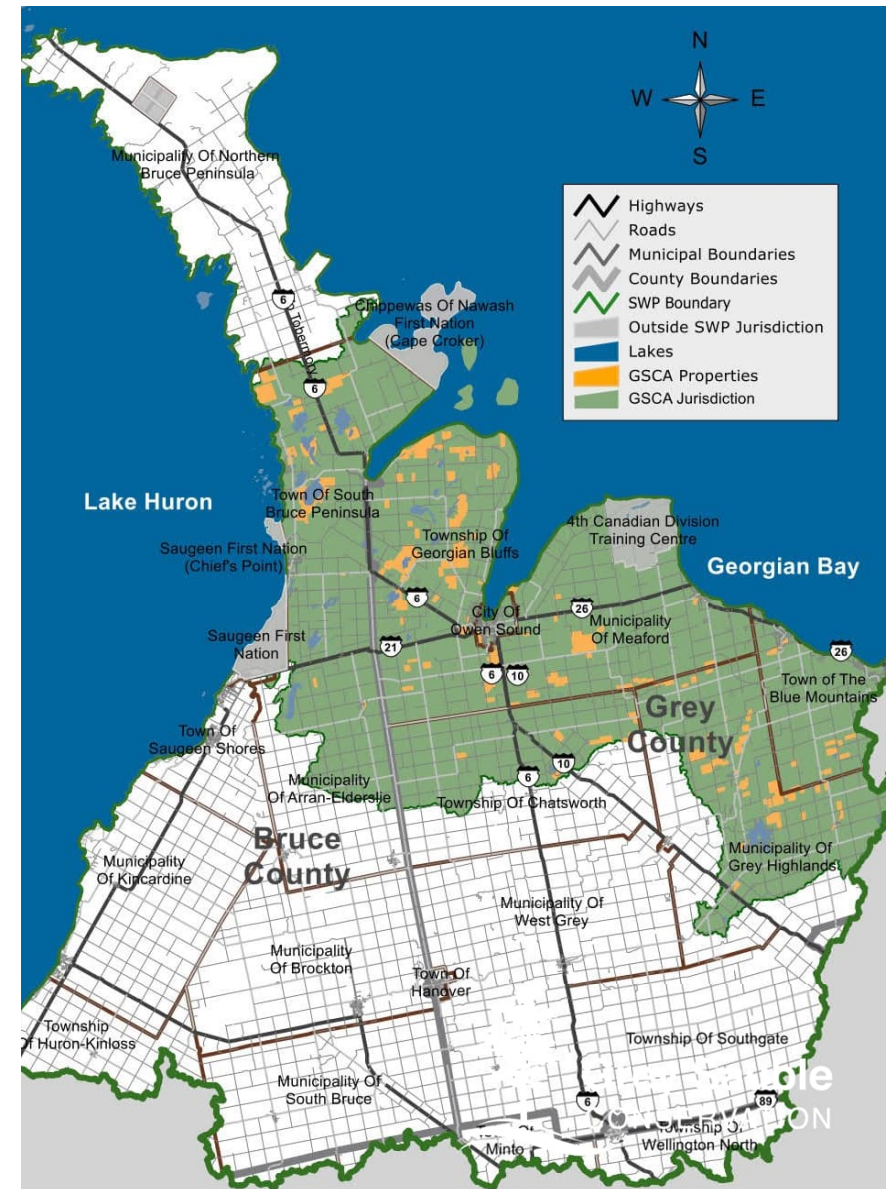 N
W E
S
Highways
Roads
Municipal Boundaries
County Boundaries
SWP Boundary
Outside SWP Jurisdiction
Lakes
GSCA Properties
GSCA Jurisdiction
Municipality Of Northern
Bruce Peninsula
6
Tobermory
Chippewas Of Nawash
First Nation
(Cape Croker)
6
Lake Huron
Town Of South
Bruce Peninsula
Township Of
Georgian Bluffs
4th Canadian Division
Training Centre
Saugeen First Nation
(Chief's Point)
Georgian Bay
6
26
City Of
Owen Sound
Municipality
Of Meaford
Saugeen First
Nation
21
26
6
10
Town of The
Blue Mountains
Grey
County
Town Of
Saugeen Shores
10
6
Municipality
Of Arran-Elderslie
Township Of Chatsworth
Bruce
County
Municipality Of
Grey Highlands
Municipality
Of Kincardine
Municipality Of
West Grey
Municipality
Of Brockton
Town Of
Hanover
Township
Of Huron-Kinloss
Township Of Southgate
Municipality Of
South Bruce
6
89
CONSERVATION
Minto
Township Of
Wellington North